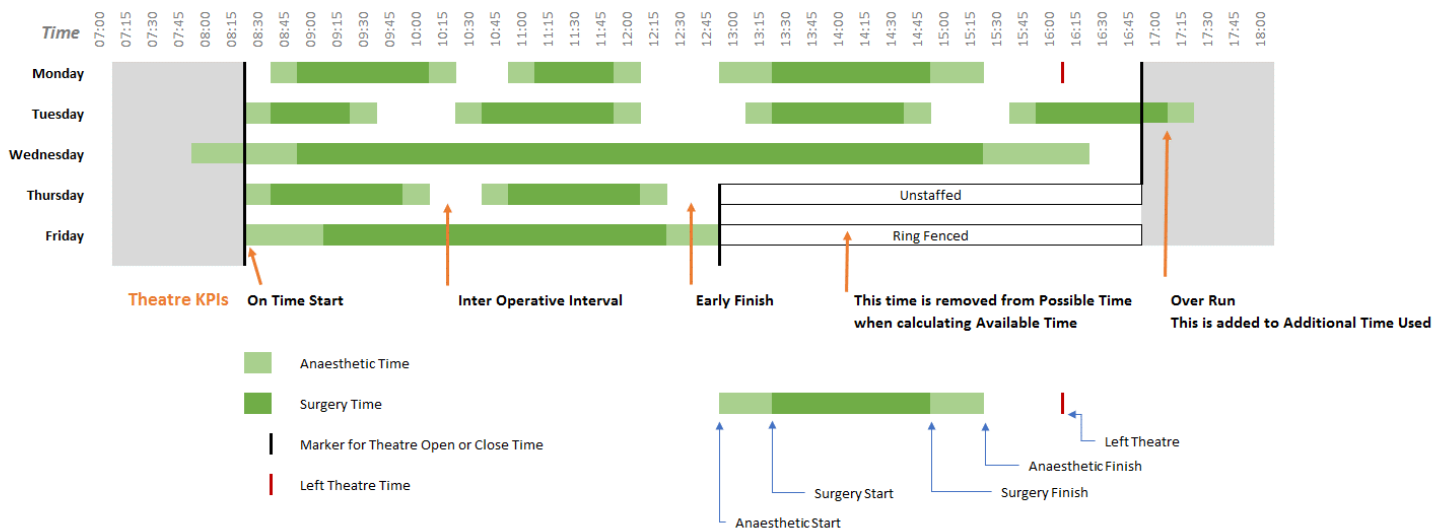 Time 07:00 07:15 07:30 07:45 08:00 08:15 08:30 08:45 09:00 09:15 09:30 09:45 10:00 10:15 10:30 10:45 11:00 11:15 11:30 11:45 12:00 12:15 12:30 12:45 13:00 13:15 13:30 13:45 14:00 14:15 14:30 14:45 15:00 15:15 15:30 15:45 16:00 16:15 16:30 16:45 17:00 17:15 17:30 17:45 18:00
Monday
Tuesday
Wednesday
Thursday Unstaffed
Friday Ring Fenced
Theatre KPIs On Time Start Inter Operative Interval Early Finish This time is removed from Possible Time Over Run
when calculating Available Time This is added to Additional Time Used
Anaesthetic Time
Surgery Time
Marker for Theatre Open or Close Time
Left Theatre Time
Left Theatre
Anaesthetic Finish
Surgery Start Surgery Finish
Anaesthetic Start